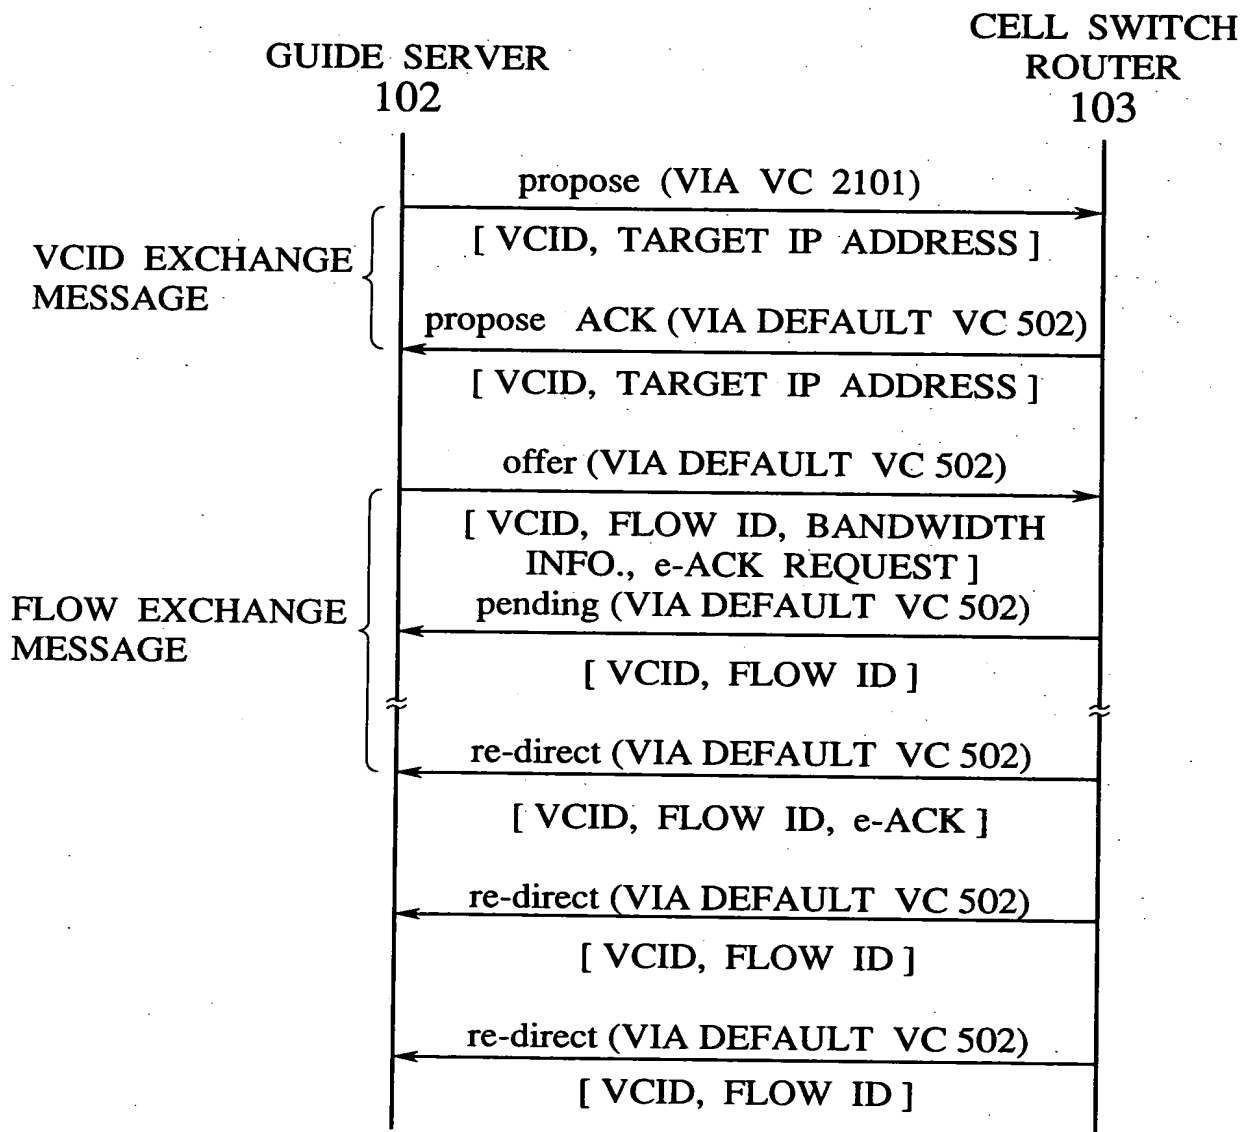 GUIDE SERVER
102
CELL SWITCH
ROUTER
103
propose (VIA VC 2101)
[ VCID, TARGET IP ADDRESS ]
VCID EXCHANGE
MESSAGE
propose ACK (VIA DEFAULT VC 502)
[ VCID, TARGET IP ADDRESS ]
offer (VIA DEFAULT VC 502)
[ VCID, FLOW ID, BANDWIDTH
INFO., e-ACK REQUEST ]
pending (VIA DEFAULT VC 502)
FLOW EXCHANGE
MESSAGE
[ VCID, FLOW ID ]
re-direct (VIA DEFAULT VC 502)
[ VCID, FLOW ID, e-ACK ]
re-direct (VIA DEFAULT VC 502)
[ VCID, FLOW ID ]
re-direct (VIA DEFAULT VC 502)
[ VCID, FLOW ID ]